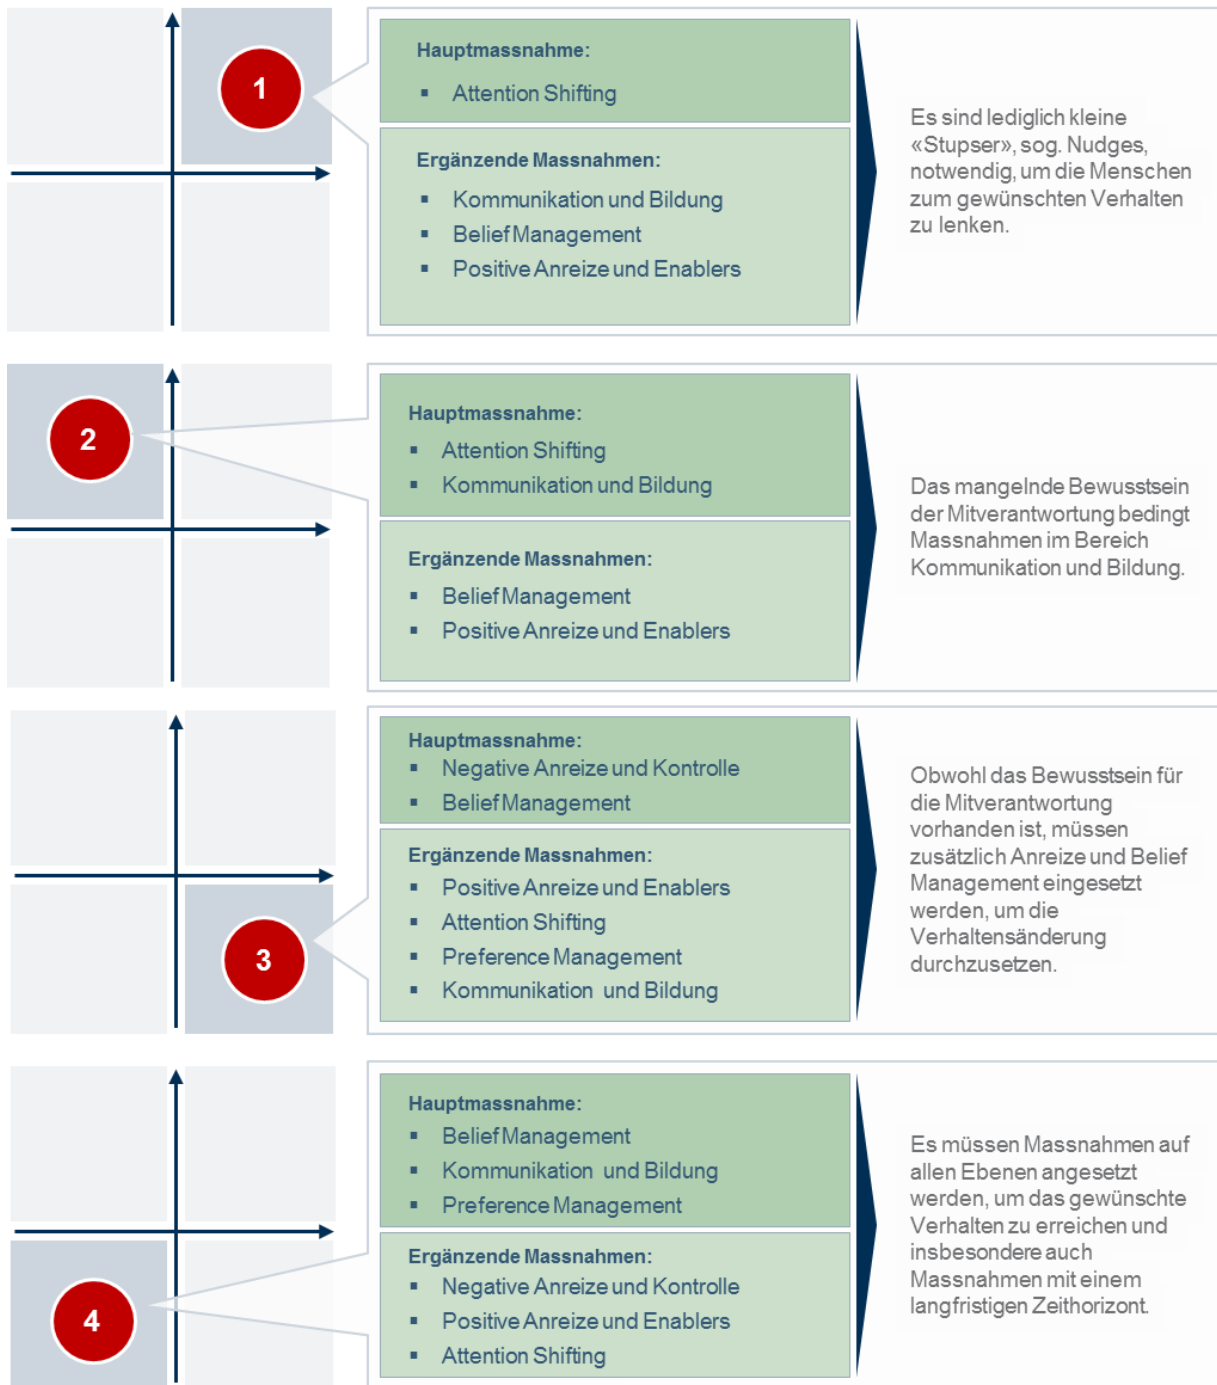 1
Hauptmassnahme:
▪ Attention Shifting
Ergänzende Massnahmen:
▪ Kommunikation und Bildung
▪ Belief Management
▪ Positive Anreize und Enablers
Es sind lediglich kleine
«Stupser», sog. Nudges,
notwendig, um die Menschen
zum gewünschten Verhalten
zu lenken.
2
Hauptmassnahme:
▪ Attention Shifting
▪ Kommunikation und Bildung
Ergänzende Massnahmen:
▪ Belief Management
▪ Positive Anreize und Enablers
Das mangelnde Bewusstsein
der Mitverantwortung bedingt
Massnahmen im Bereich
Kommunikation und Bildung.
3
Hauptmassnahme:
▪ Negative Anreize und Kontrolle
▪ Belief Management
Ergänzende Massnahmen:
▪ Positive Anreize und Enablers
▪ Attention Shifting
▪ Preference Management
▪ Kommunikation und Bildung
Obwohl das Bewusstsein für
die Mitverantwortung
vorhanden ist, müssen
zusätzlich Anreize und Belief
Management eingesetzt
werden, um die
Verhaltensänderung
durchzusetzen.
4
Hauptmassnahme:
▪ Belief Management
▪ Kommunikation und Bildung
▪ Preference Management
Ergänzende Massnahmen:
▪ Negative Anreize und Kontrolle
▪ Positive Anreize und Enablers
▪ Attention Shifting
Es müssen Massnahmen auf
allen Ebenen angesetzt
werden, um das gewünschte
Verhalten zu erreichen und
insbesondere auch
Massnahmen mit einem
langfristigen Zeithorizont.